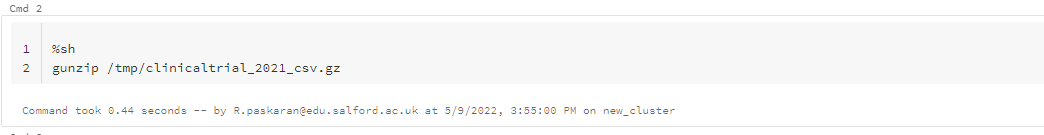 Cmd 2
1 %sh
2 gunzip /tmp/clinicaltrial_2021_csv.gz
Command took 0.44 seconds -- by R.paskaran@edu.salford.ac.uk at 5/9/2022, 3:55:00 PM on new_cluster